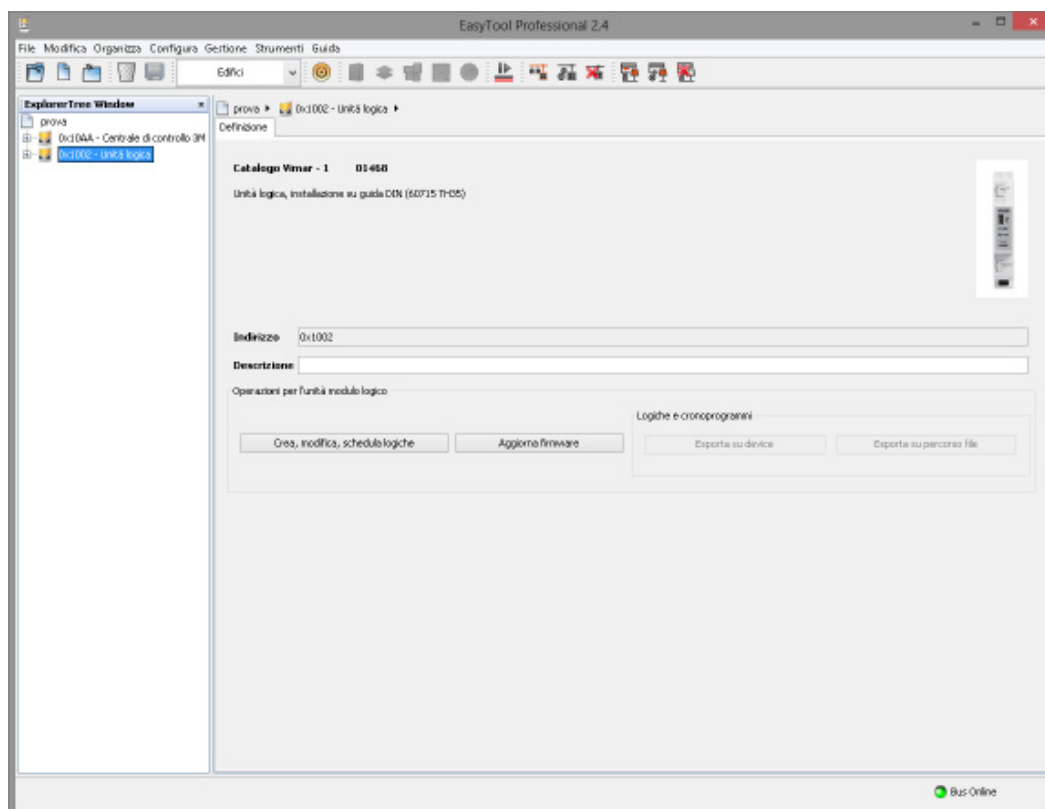 EasyTool Professional 2.4
File Modifica Organizza Configura Gestione Strumenti Guida
Edifici
ExplorerTree Window
prova
0x10AA - Centrale di controllo 3M
0x1002 - Unità logica
prova 0x1002 - Unità logica
Definizione
Catalogo Vimar - 1 01468
Unità logica, installazione su guida DIN (60715 TH35)
Indirizzo 0x1002
Descrizione
Operazioni per l'unità modulo logico
Logiche e cronoprogrammi
Crea, modifica, schedula logiche Aggiorna firmware Esporta su device Esporta su percorso file
Bus Online